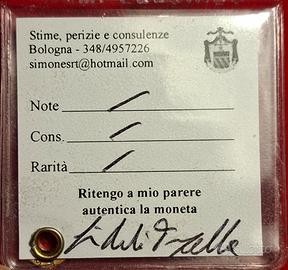 Stime, perizie e consulenze
Bologna - 348/4957226
simonesrt@hotmail.com
Note
Cons.
Rarità
Ritengo a mio parere
autentica la moneta